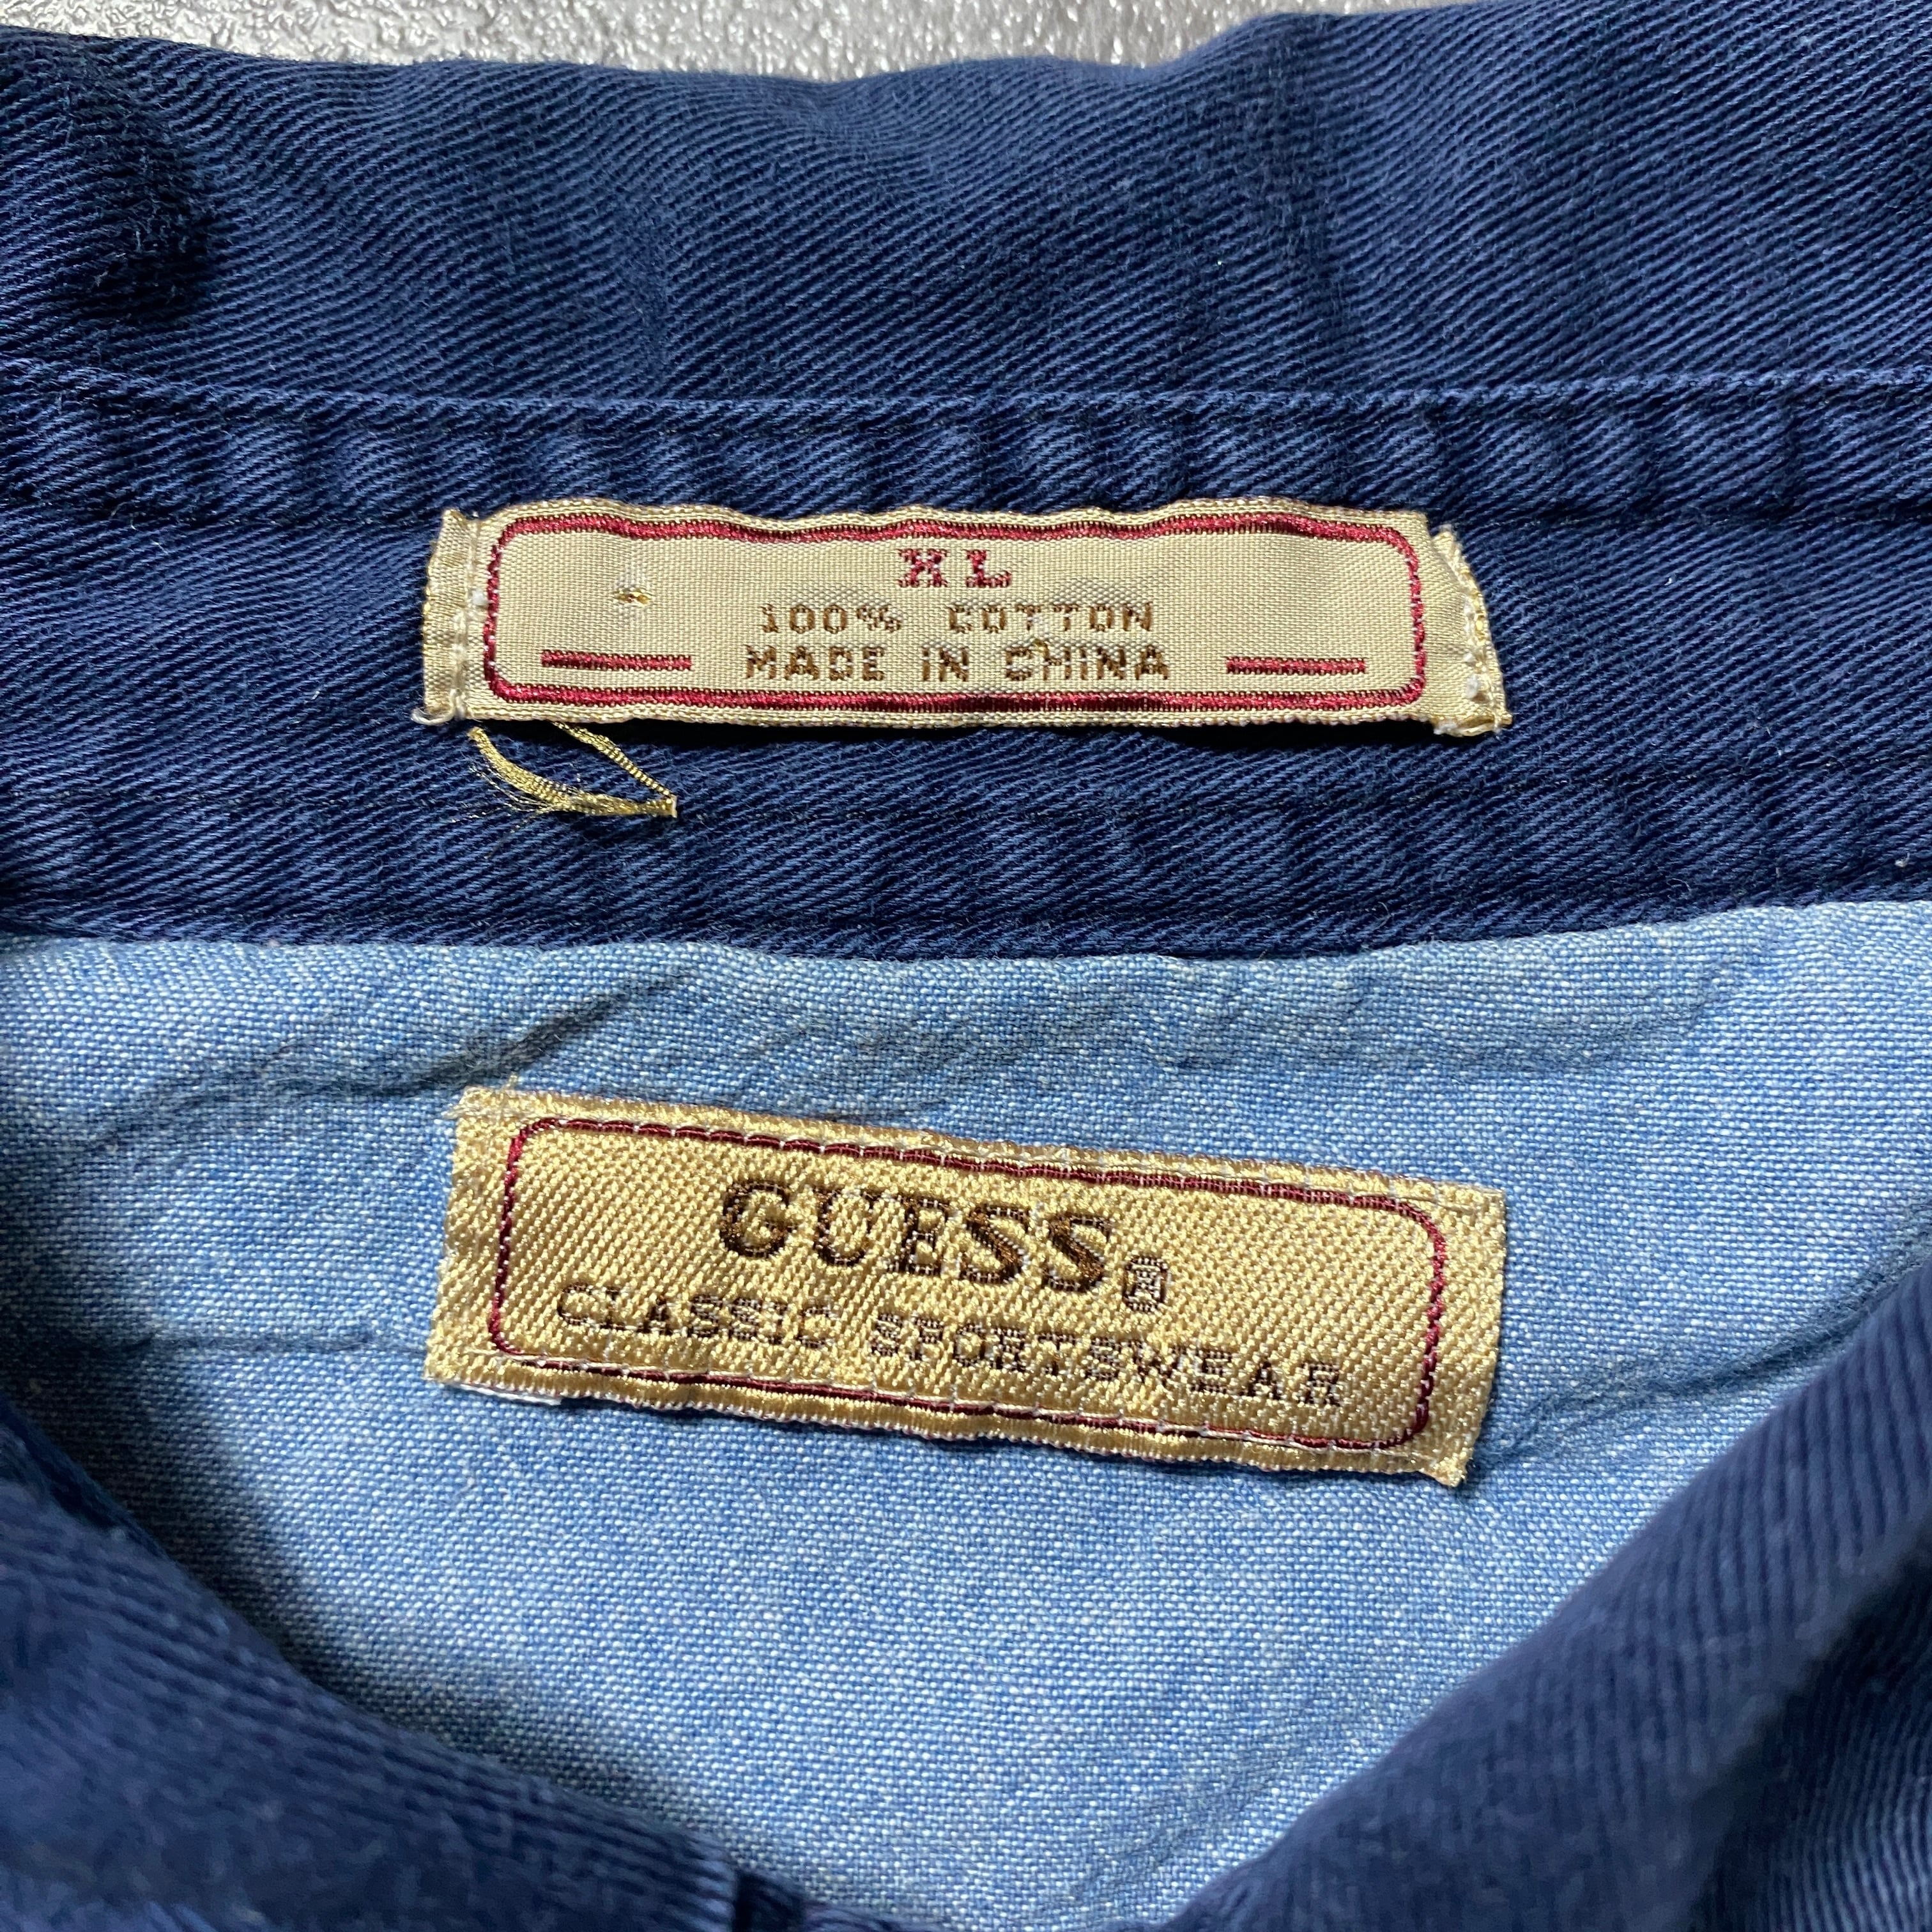 XL
100% COTTON
MADE IN CHINA
GUESS®
CLASSIC SPORTSWEAR